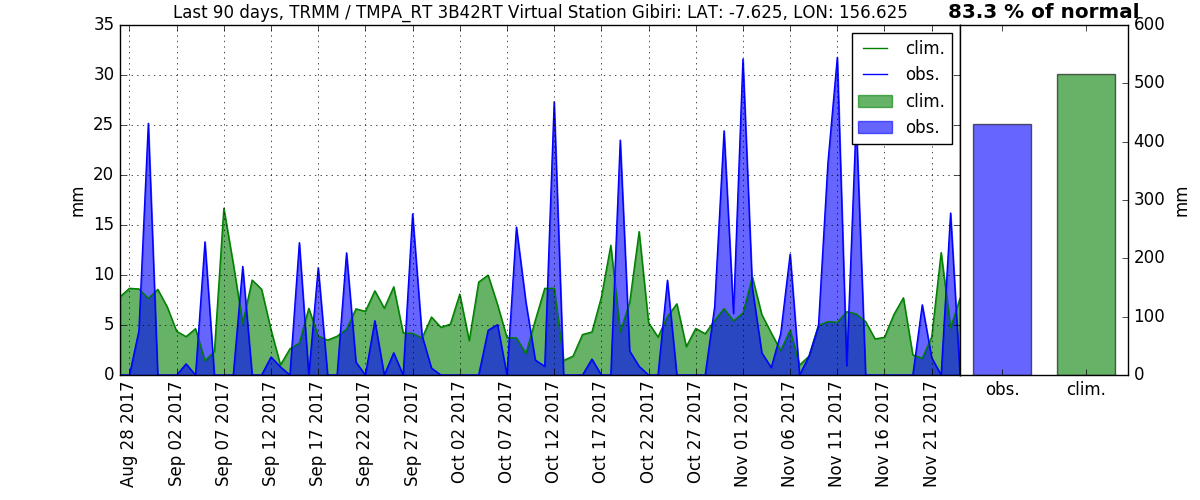 Last 90 days, TRMM / TMPA_RT 3B42RT Virtual Station Gibiri: LAT: -7.625, LON: 156.625
83.3 % of normal
35
30
25
20
15
10
5
0
mm
clim.
obs.
clim.
obs.
600
500
400
300
200
100
0
mm
obs.
clim.
Aug 28 2017
Sep 02 2017
Sep 07 2017
Sep 12 2017
Sep 17 2017
Sep 22 2017
Sep 27 2017
Oct 02 2017
Oct 07 2017
Oct 12 2017
Oct 17 2017
Oct 22 2017
Oct 27 2017
Nov 01 2017
Nov 06 2017
Nov 11 2017
Nov 16 2017
Nov 21 2017